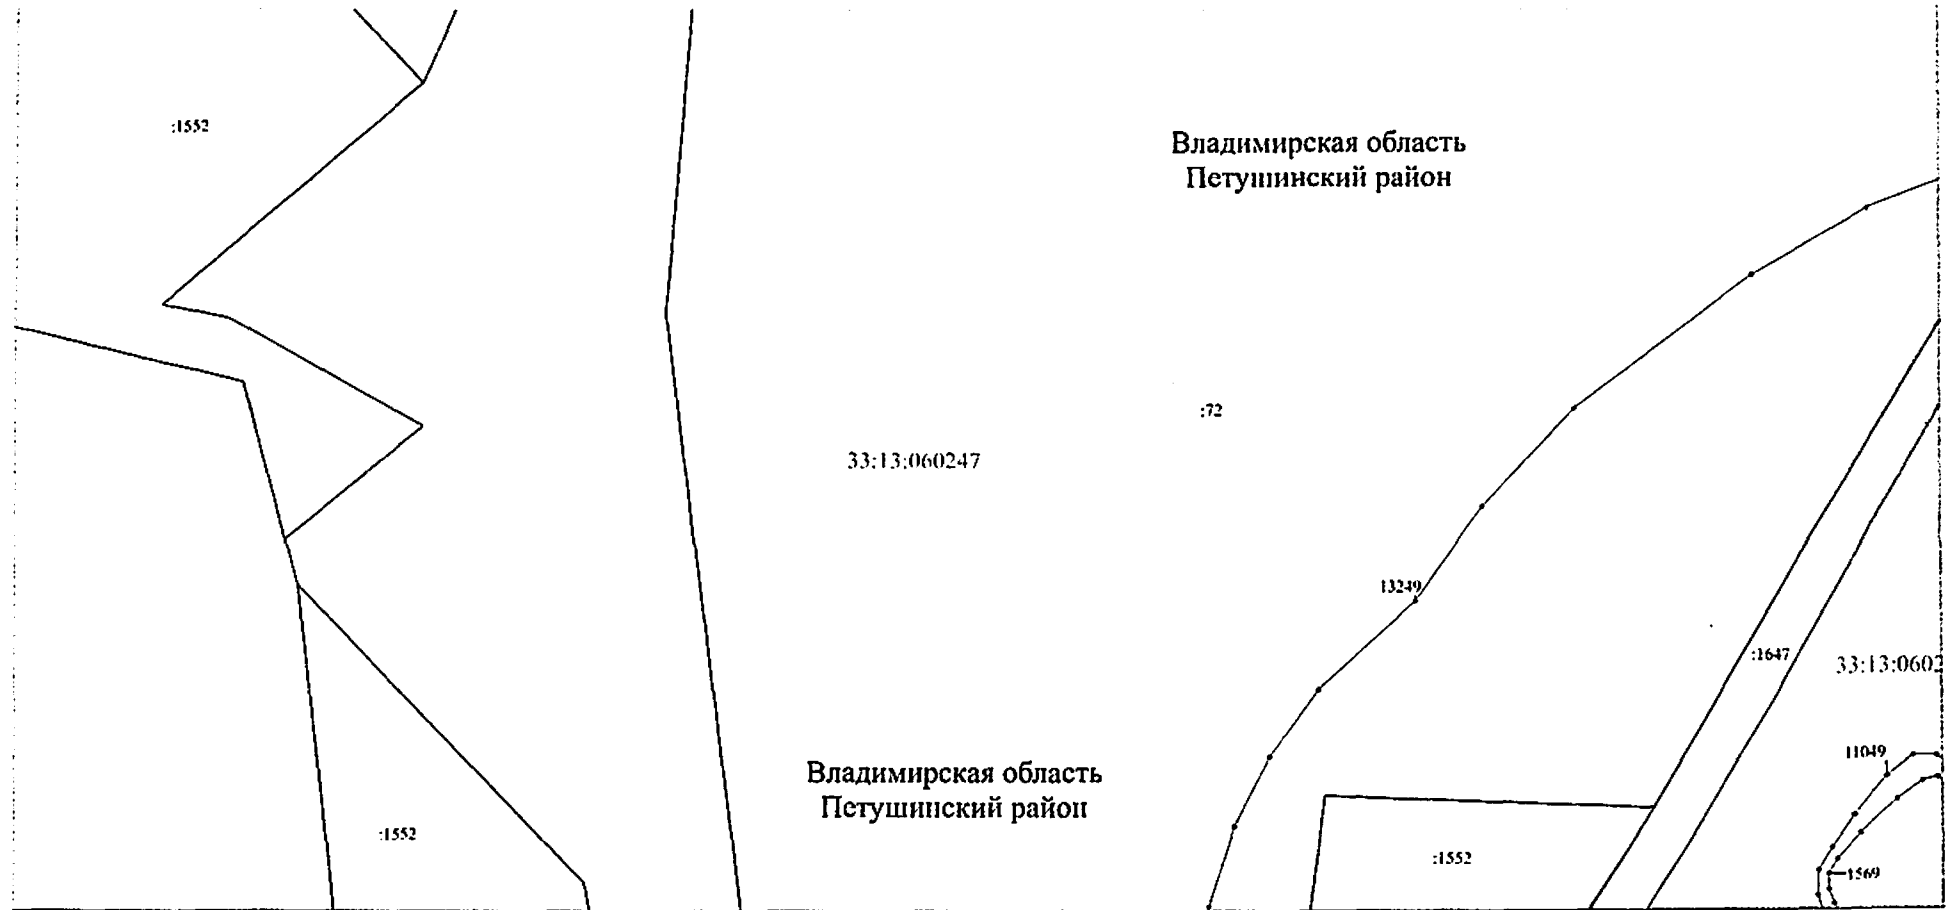 :1552
Владимирская область
Петушинский район
:72
33:13:060247
13249
:1647
33:13:0602
11049
Владимирская область
Петушинский район
:1552
:1552
1569